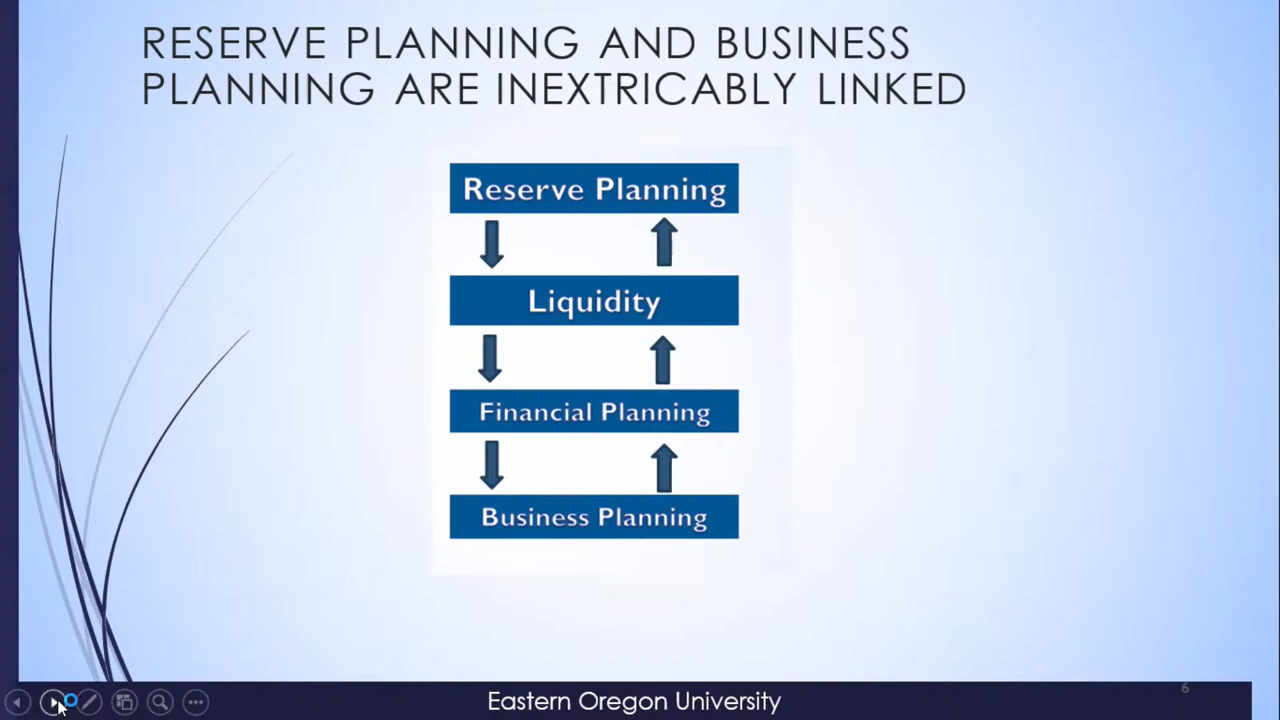 RESERVE PLANNING AND BUSINESS
PLANNING ARE INEXTRICABLY LINKED
Reserve Planning
Liquidity
Financial Planning
Business Planning
6
Eastern Oregon University